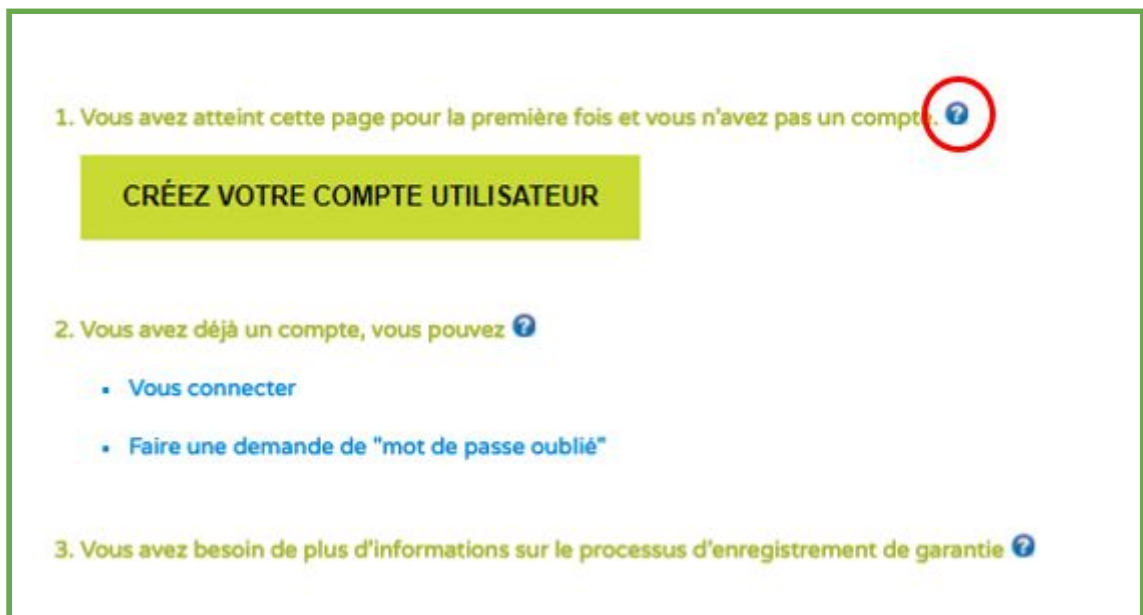 1. Vous avez atteint cette page pour la première fois et vous n'avez pas un compte.
CRÉEZ VOTRE COMPTE UTILISATEUR
2. Vous avez déjà un compte, vous pouvez
Vous connecter
Faire une demande de "mot de passe oublié"
3. Vous avez besoin de plus d'informations sur le processus d'enregistrement de garantie